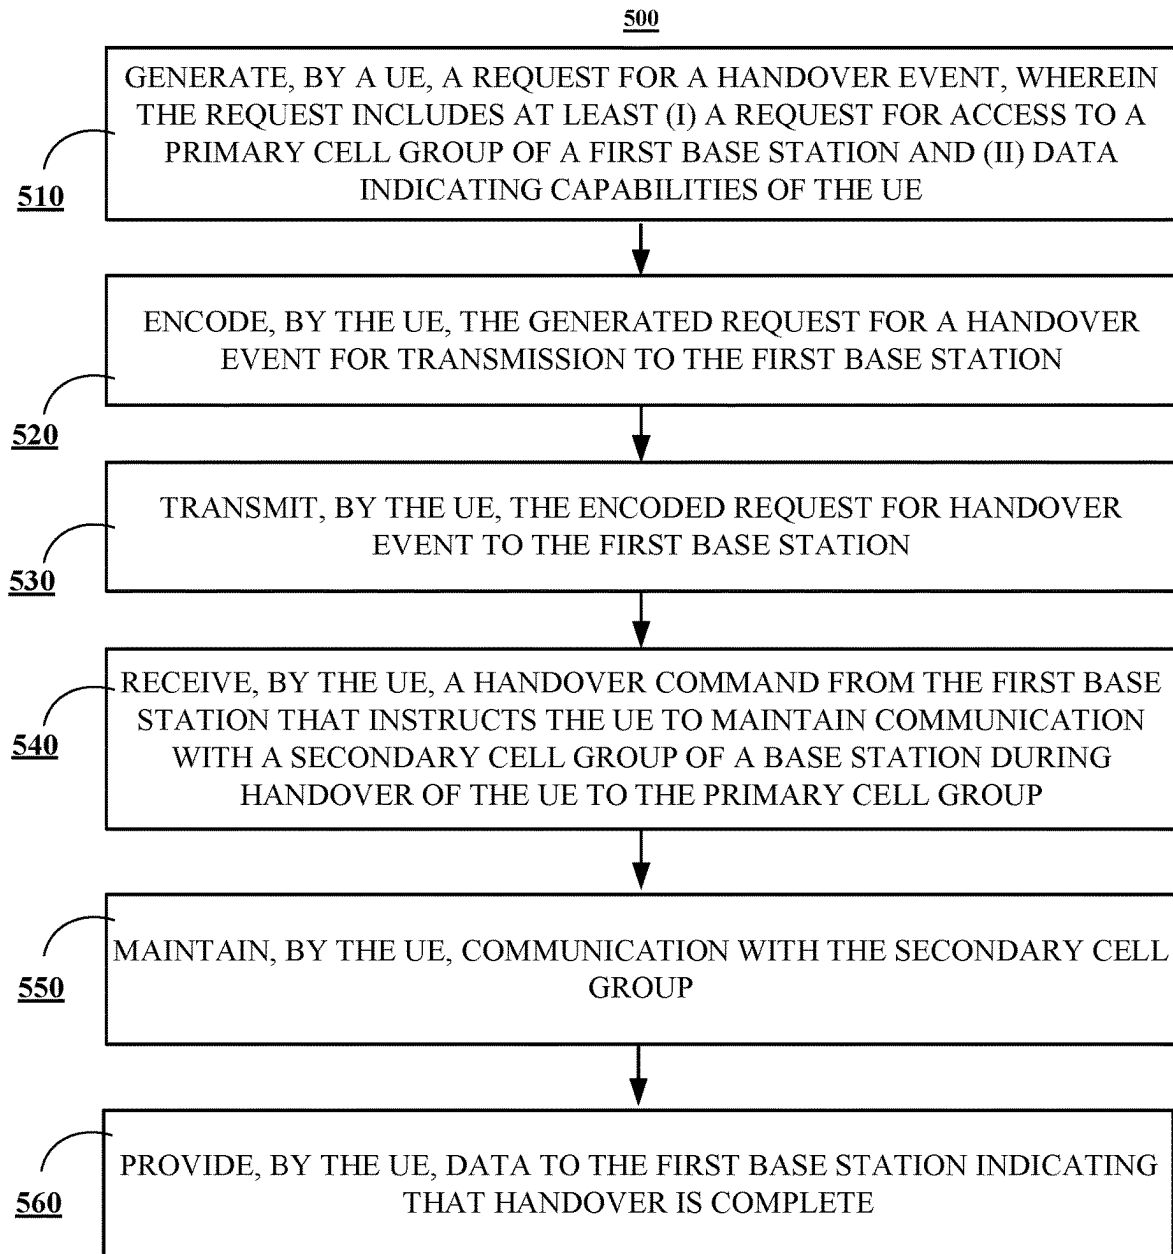 500
GENERATE, BY A UE, A REQUEST FOR A HANDOVER EVENT, WHEREIN
THE REQUEST INCLUDES AT LEAST (I) A REQUEST FOR ACCESS TO A
PRIMARY CELL GROUP OF A FIRST BASE STATION AND (II) DATA
INDICATING CAPABILITIES OF THE UE
510
ENCODE, BY THE UE, THE GENERATED REQUEST FOR A HANDOVER
EVENT FOR TRANSMISSION TO THE FIRST BASE STATION
520
TRANSMIT, BY THE UE, THE ENCODED REQUEST FOR HANDOVER
EVENT TO THE FIRST BASE STATION
530
RECEIVE, BY THE UE, A HANDOVER COMMAND FROM THE FIRST BASE
STATION THAT INSTRUCTS THE UE TO MAINTAIN COMMUNICATION
WITH A SECONDARY CELL GROUP OF A BASE STATION DURING
HANDOVER OF THE UE TO THE PRIMARY CELL GROUP
540
MAINTAIN, BY THE UE, COMMUNICATION WITH THE SECONDARY CELL
GROUP
550
PROVIDE, BY THE UE, DATA TO THE FIRST BASE STATION INDICATING
THAT HANDOVER IS COMPLETE
560